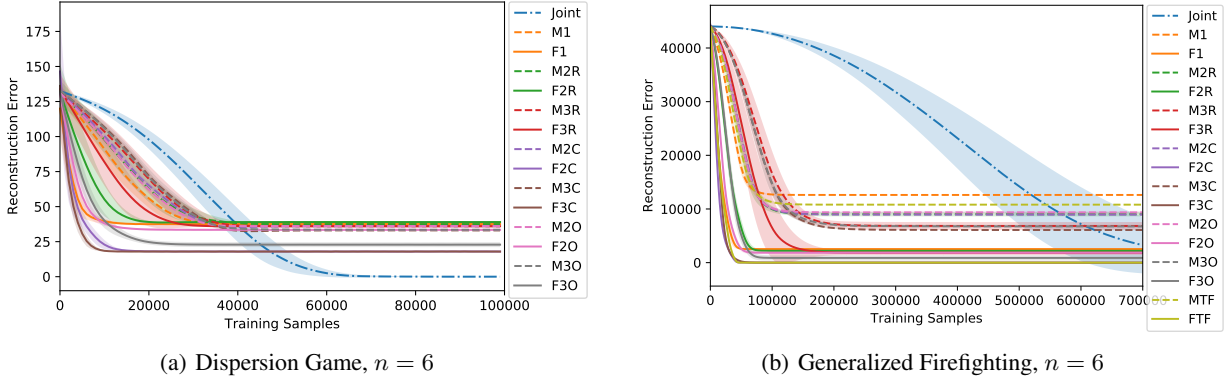 Reconstruction Error
175
150
125
100
75
50
25
0
0
20000
40000
60000
80000
100000
Training Samples
Joint
M1
F1
M2R
F2R
M3R
F3R
M2C
F2C
M3C
F3C
M2O
F2O
M3O
F3O
(a) Dispersion Game, n = 6
Reconstruction Error
40000
30000
20000
10000
0
0
100000
200000
300000
400000
500000
600000
700000
Training Samples
Joint
M1
F1
M2R
F2R
M3R
F3R
M2C
F2C
M3C
F3C
M2O
F2O
M3O
F3O
MTF
FTF
(b) Generalized Firefighting, n = 6